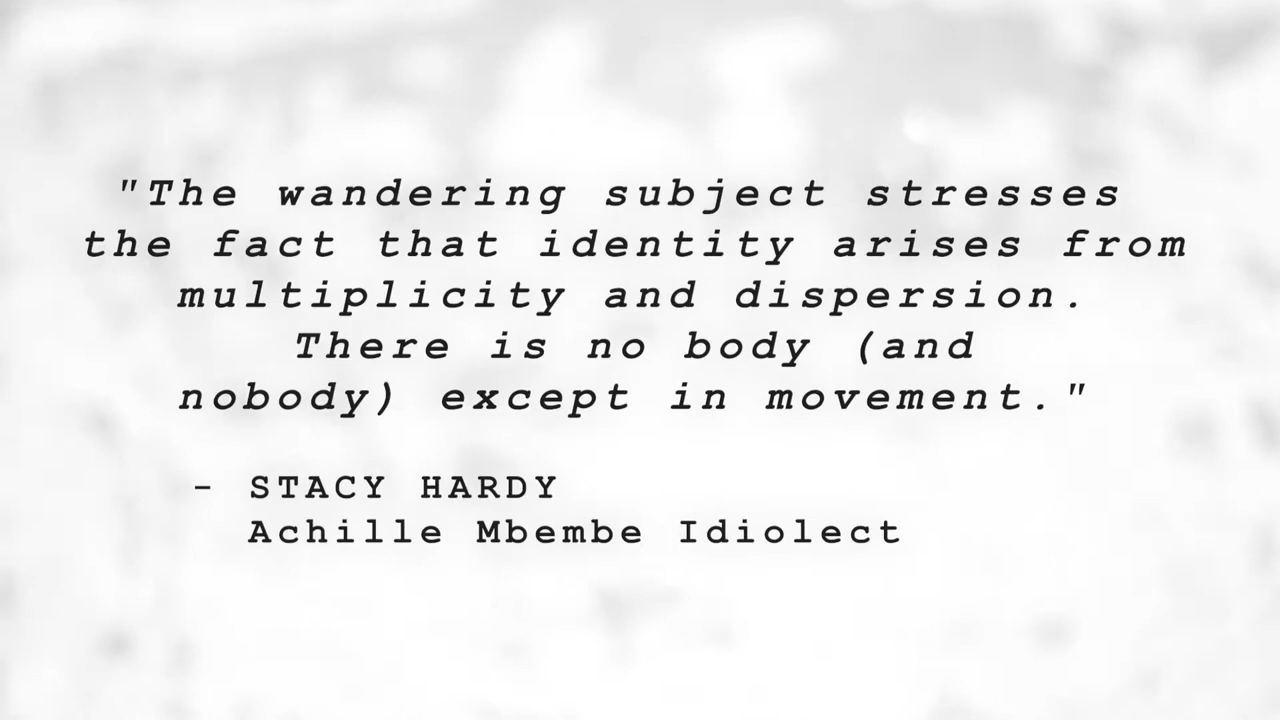 "The wandering subject stresses
the fact that identity arises from
multiplicity and dispersion.
There is no body (and
nobody) except in movement."
- STACY HARDY
Achille Mbembe Idiolect